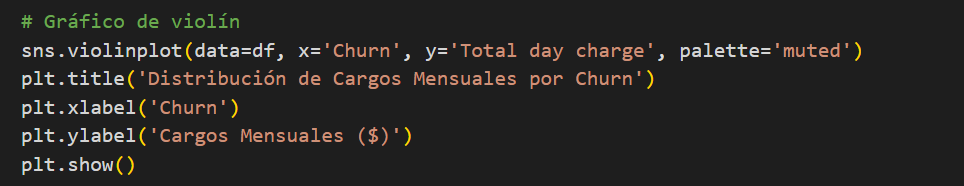 # Gráfico de violín
sns.violinplot(data=df, x='Churn', y='Total day charge', palette='muted')
plt.title('Distribución de Cargos Mensuales por Churn')
plt.xlabel('Churn')
plt.ylabel('Cargos Mensuales ($)')
plt.show()